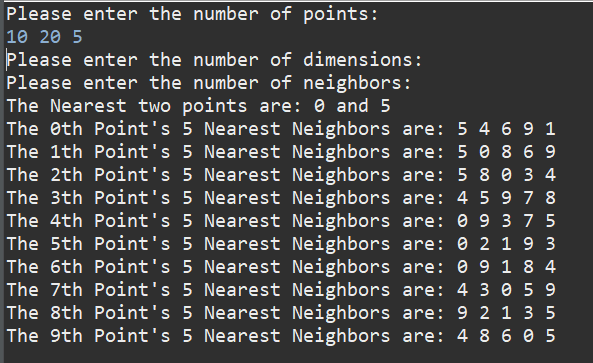 Please enter the number of points:
10 20 5
Please enter the number of dimensions:
Please enter the number of neighbors:
The Nearest two points are: 0 and 5
The 0th Point's 5 Nearest Neighbors are: 5 4 6 9 1
The 1th Point's 5 Nearest Neighbors are: 5 0 8 6 9
The 2th Point's 5 Nearest Neighbors are: 5 8 0 3 4
The 3th Point's 5 Nearest Neighbors are: 4 5 9 7 8
The 4th Point's 5 Nearest Neighbors are: 0 9 3 7 5
The 5th Point's 5 Nearest Neighbors are: 0 2 1 9 3
The 6th Point's 5 Nearest Neighbors are: 0 9 1 8 4
The 7th Point's 5 Nearest Neighbors are: 4 3 0 5 9
The 8th Point's 5 Nearest Neighbors are: 9 2 1 3 5
The 9th Point's 5 Nearest Neighbors are: 4 8 6 0 5